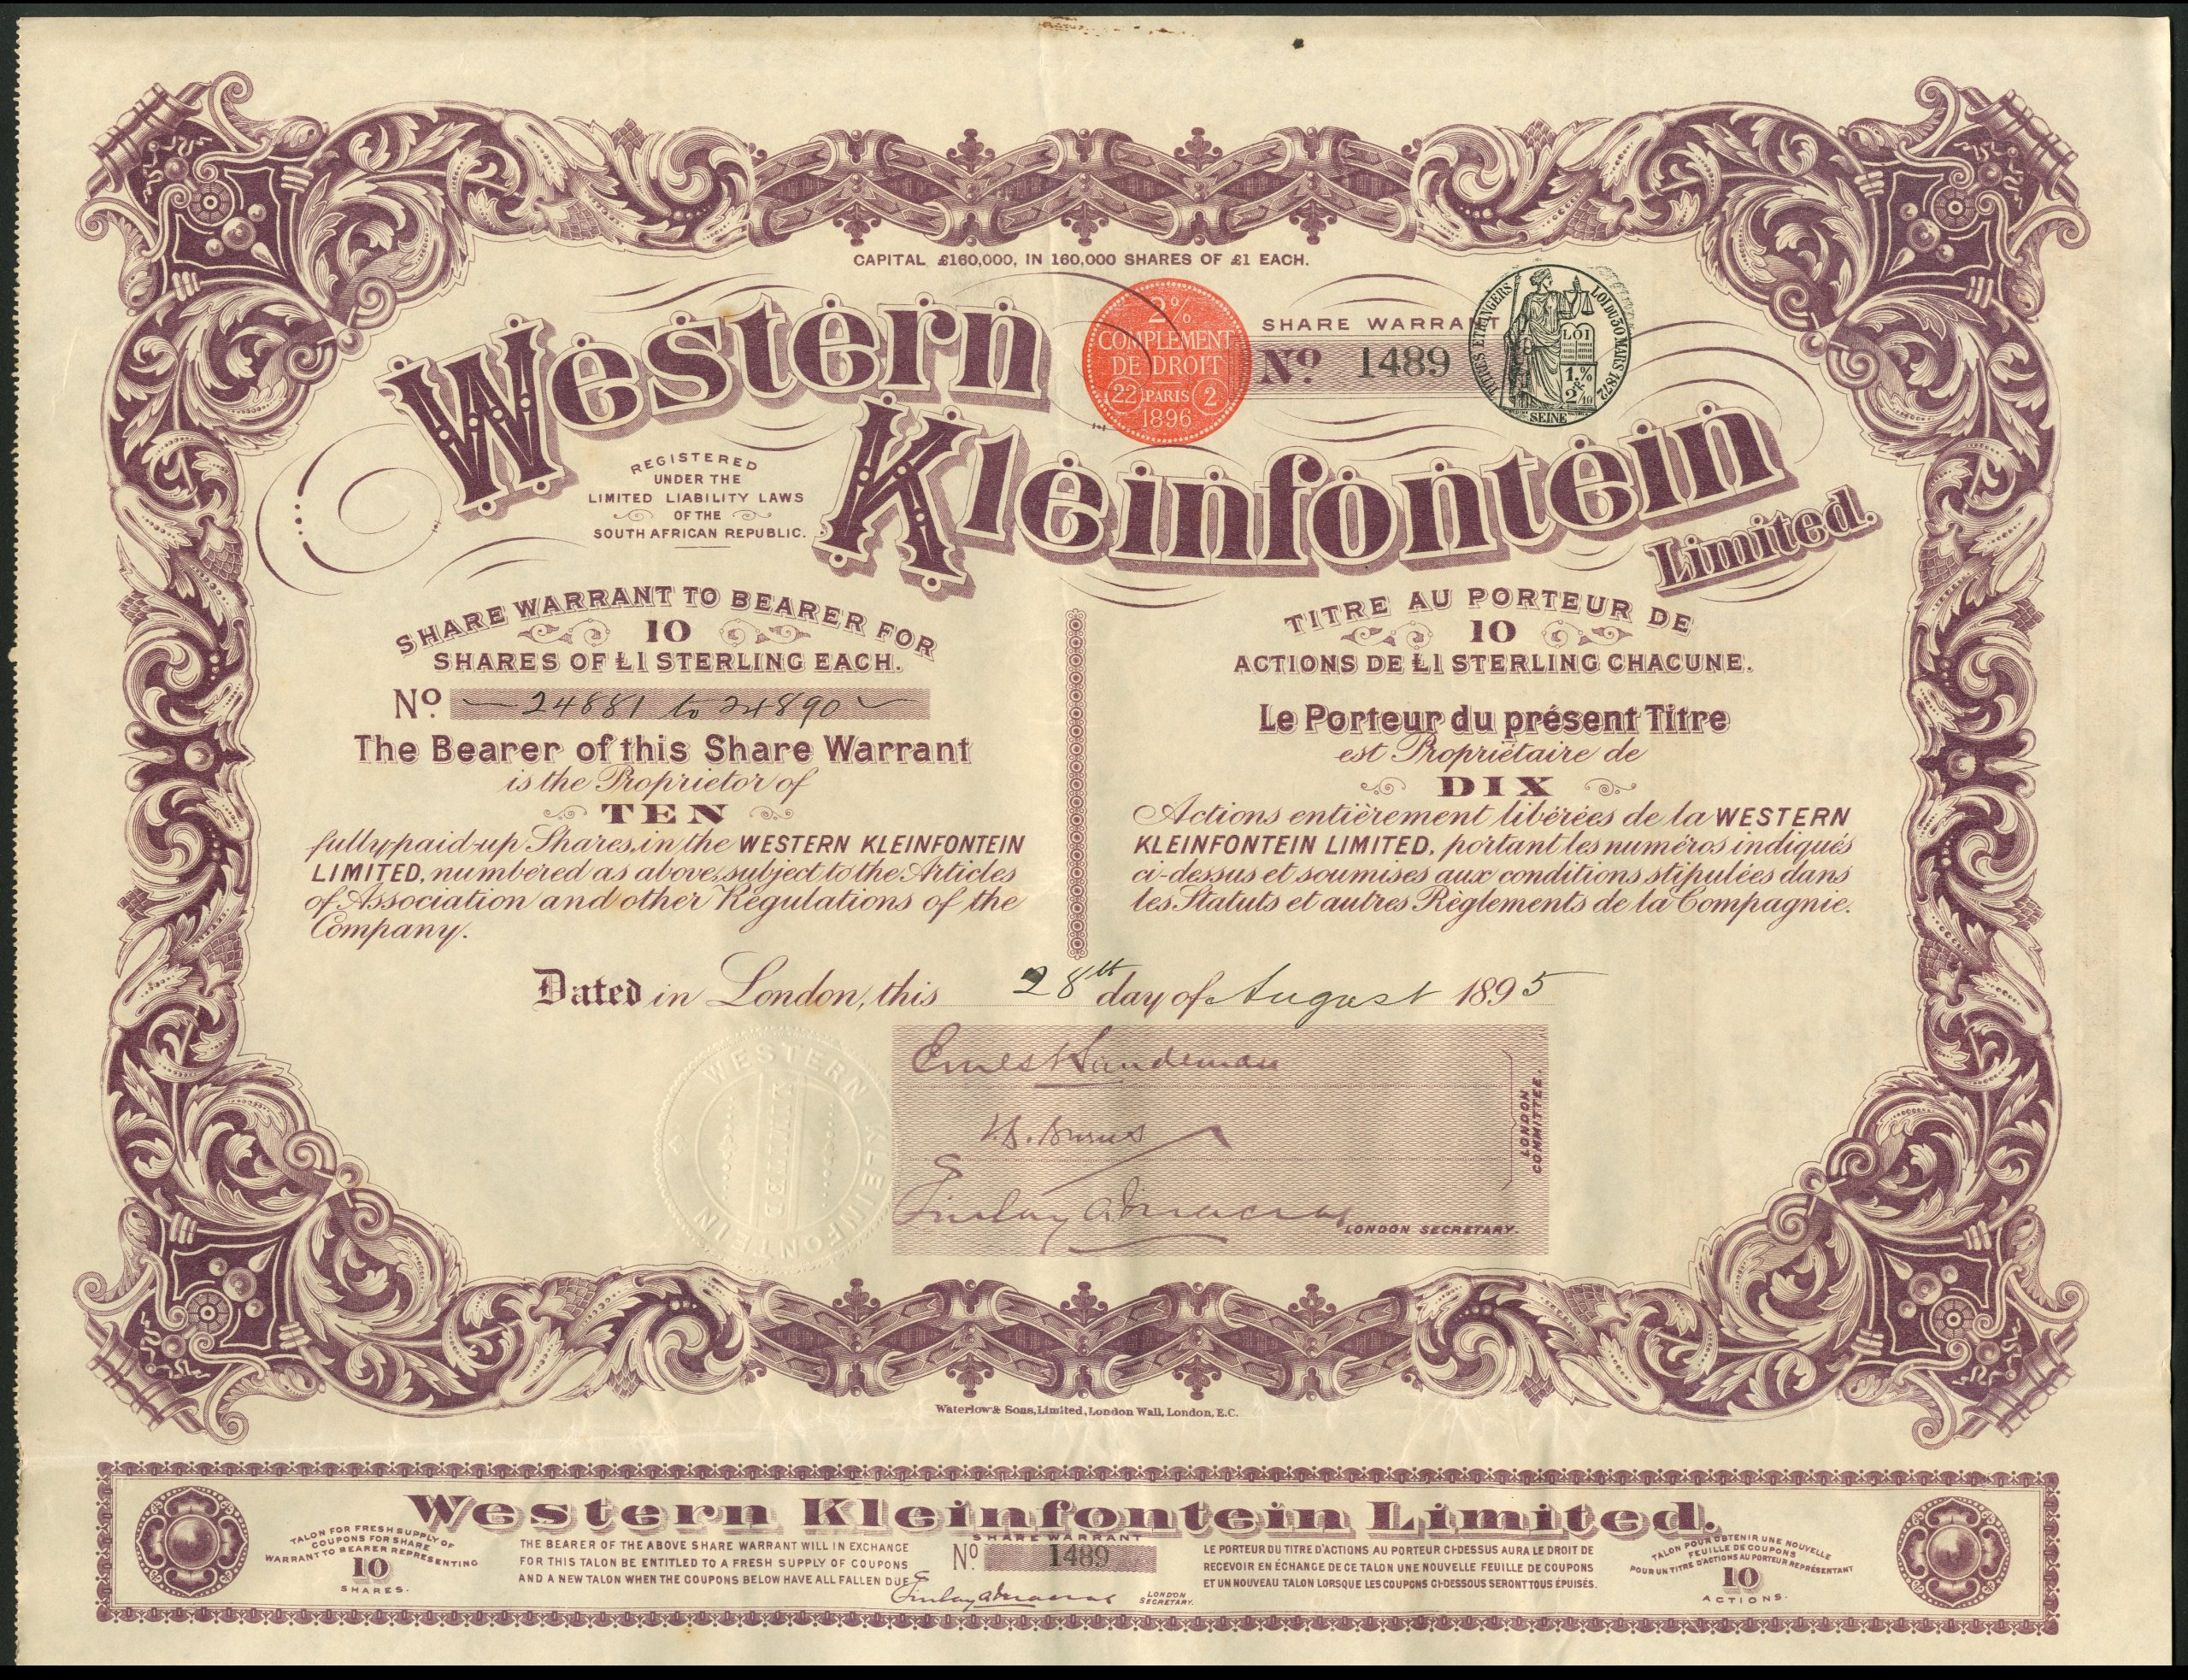 CAPITAL £160,000, IN 160,000 SHARES OF £1 EACH.
Western
Kleinfontein
Limited.
2%
COMPLEMENT
DE DROIT
22 PARIS 2
1896
SHARE WARRANT
No 1489
TITRES ETRANGERS
LOI DU 30 MARS 1872
LOI
1.%
2/10
SEINE
REGISTERED
UNDER THE
LIMITED LIABILITY LAWS
OF THE
SOUTH AFRICAN REPUBLIC.
SHARE WARRANT TO BEARER FOR
10
SHARES OF £1 STERLING EACH.
No 24881 to 24890
The Bearer of this Share Warrant
is the Proprietor of
TEN
fully paid-up Shares, in the WESTERN KLEINFONTEIN
LIMITED, numbered as above, subject to the Articles
of Association and other Regulations of the
Company.
TITRE AU PORTEUR DE
10
ACTIONS DE £1 STERLING CHACUNE.
Le Porteur du présent Titre
est Propriétaire de
DIX
Actions entièrement libérées de la WESTERN
KLEINFONTEIN LIMITED, portant les numéros indiqués
ci-dessus et soumises aux conditions stipulées dans
les Statuts et autres Règlements de la Compagnie.
Dated in London, this 28th day of August 1895
WESTERN KLEINFONTEIN
LIMITED
Ernest Sandeman
LONDON
COMMITTEE.
LONDON SECRETARY.
Waterlow & Sons, Limited, London Wall, London, E.C.
Western Kleinfontein Limited.
TALON FOR FRESH SUPPLY OF
COUPONS FOR SHARE
WARRANT TO BEARER REPRESENTING
10
SHARES.
THE BEARER OF THE ABOVE SHARE WARRANT WILL IN EXCHANGE
FOR THIS TALON BE ENTITLED TO A FRESH SUPPLY OF COUPONS
AND A NEW TALON WHEN THE COUPONS BELOW HAVE ALL FALLEN DUE
SHARE WARRANT
No 1489
LONDON
SECRETARY.
LE PORTEUR DU TITRE D'ACTIONS AU PORTEUR CI-DESSUS AURA LE DROIT DE
RECEVOIR EN ÉCHANGE DE CE TALON UNE NOUVELLE FEUILLE DE COUPONS
ET UN NOUVEAU TALON LORSQUE LES COUPONS CI-DESSOUS SERONT TOUS ÉPUISÉS.
TALON POUR OBTENIR UNE NOUVELLE
FEUILLE DE COUPONS
POUR UN TITRE D'ACTIONS AU PORTEUR REPRÉSENTANT
10
ACTIONS.